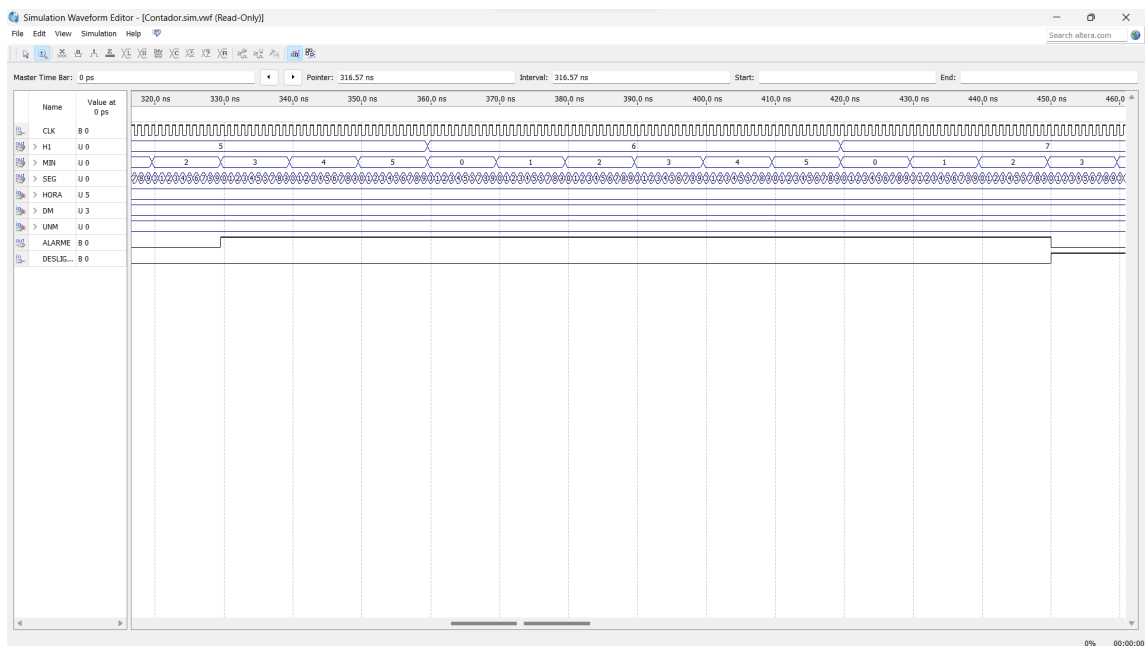 Simulation Waveform Editor - [Contador.sim.vwf (Read-Only)]
File Edit View Simulation Help
Search altera.com
Master Time Bar: 0 ps
Pointer: 316.57 ns
Interval: 316.57 ns
Start:
End:
Name Value at 0 ps
320,0 ns 330,0 ns 340,0 ns 350,0 ns 360,0 ns 370,0 ns 380,0 ns 390,0 ns 400,0 ns 410,0 ns 420,0 ns 430,0 ns 440,0 ns 450,0 ns 460,0
CLK B 0
> H1 U 0 5 6 7
> MIN U 0 2 3 4 5 0 1 2 3 4 5 0 1 2 3
> SEG U 0
> HORA U 5
> DM U 3
> UNM U 0
ALARME B 0
DESLIG... B 0
0% 00:00:00